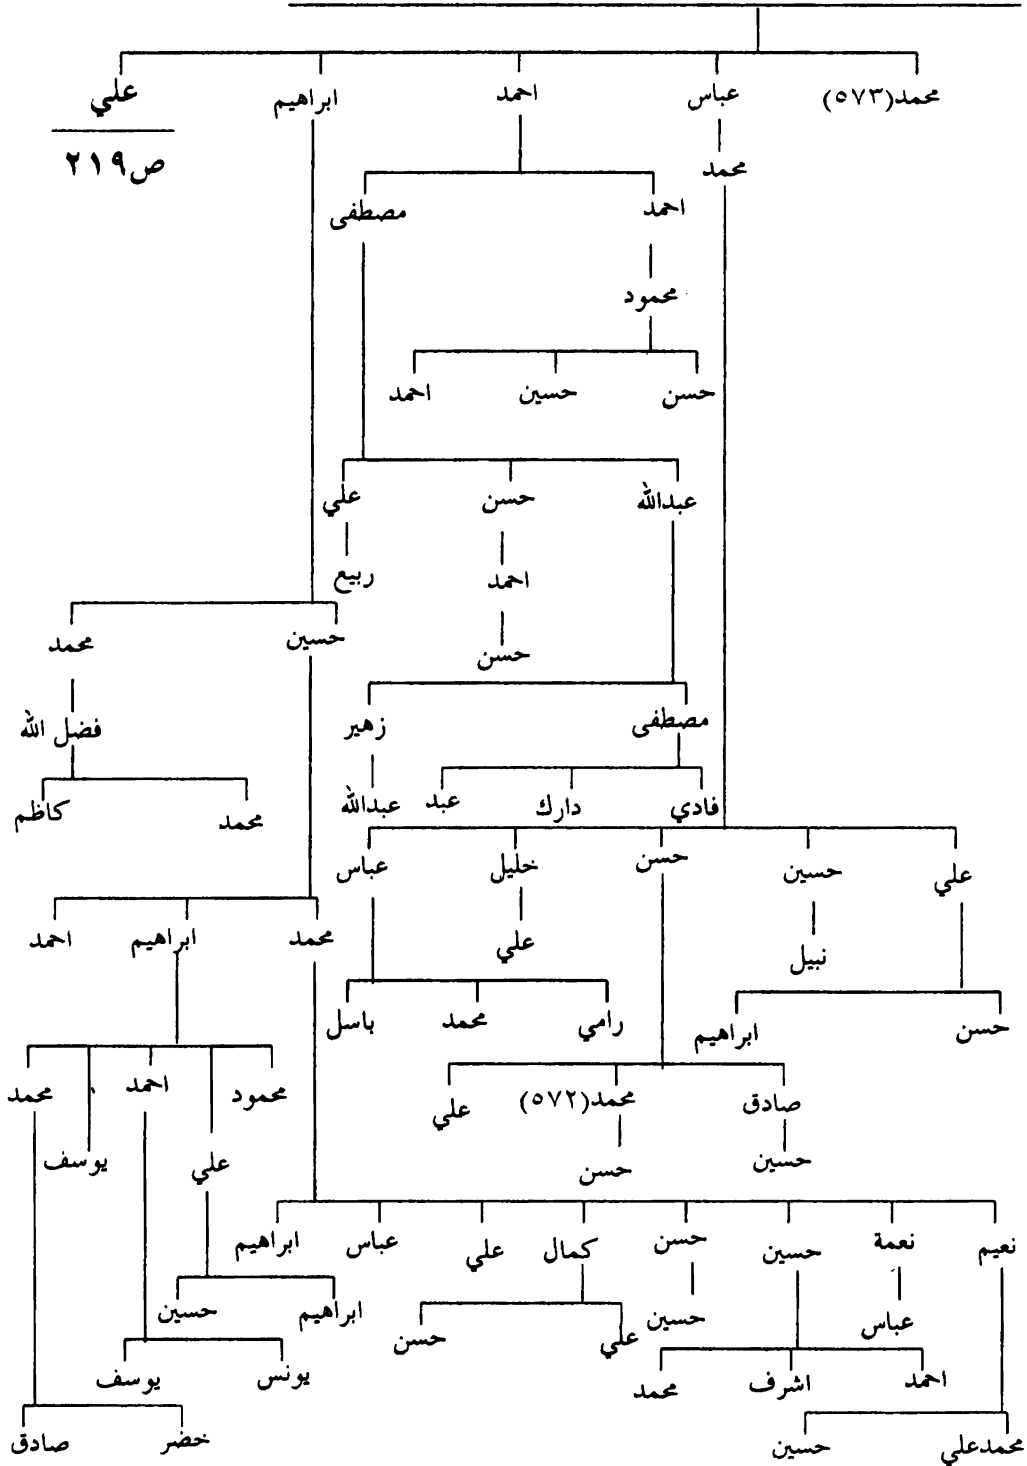 محمد(٥٧٣) عباس احمد ابراهيم علي
ص٢١٩
محمد
احمد مصطفى
محمود
حسن حسين احمد
عبدالله حسن علي
احمد ربيع
حسين محمد
حسن
مصطفى زهير فضل الله
فادي دارك عبد عبدالله محمد كاظم
علي حسين حسن خليل عباس
نبيل علي محمد ابراهيم احمد
حسن ابراهيم رامي محمد باسل
صادق محمد(٥٧٢) علي محمود احمد محمد
حسين حسن علي يوسف
نعيم نعمة حسين حسن كمال علي عباس ابراهيم
عباس حسين علي حسن ابراهيم حسين
احمد اشرف محمد يونس يوسف
محمدعلي حسين خضر صادق